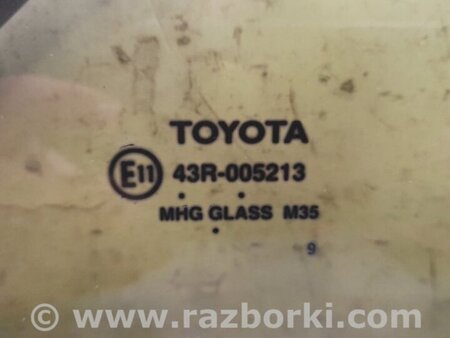 TOYOTA
E11 43R-005213
MHG GLASS M35
9
© www.razborki.com